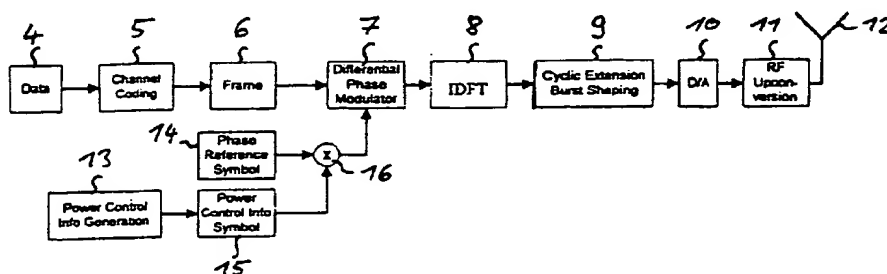 4 5 6 7 8 9 10 11 12
Data
Channel
Coding
Frame
Differential
Phase
Modulator
IDFT
Cyclic Extension
Burst Shaping
D/A
RF
Upcon-
version
14
Phase
Reference
Symbol
Σ
16
13
Power Control
Info Generation
Power
Control Info
Symbol
15